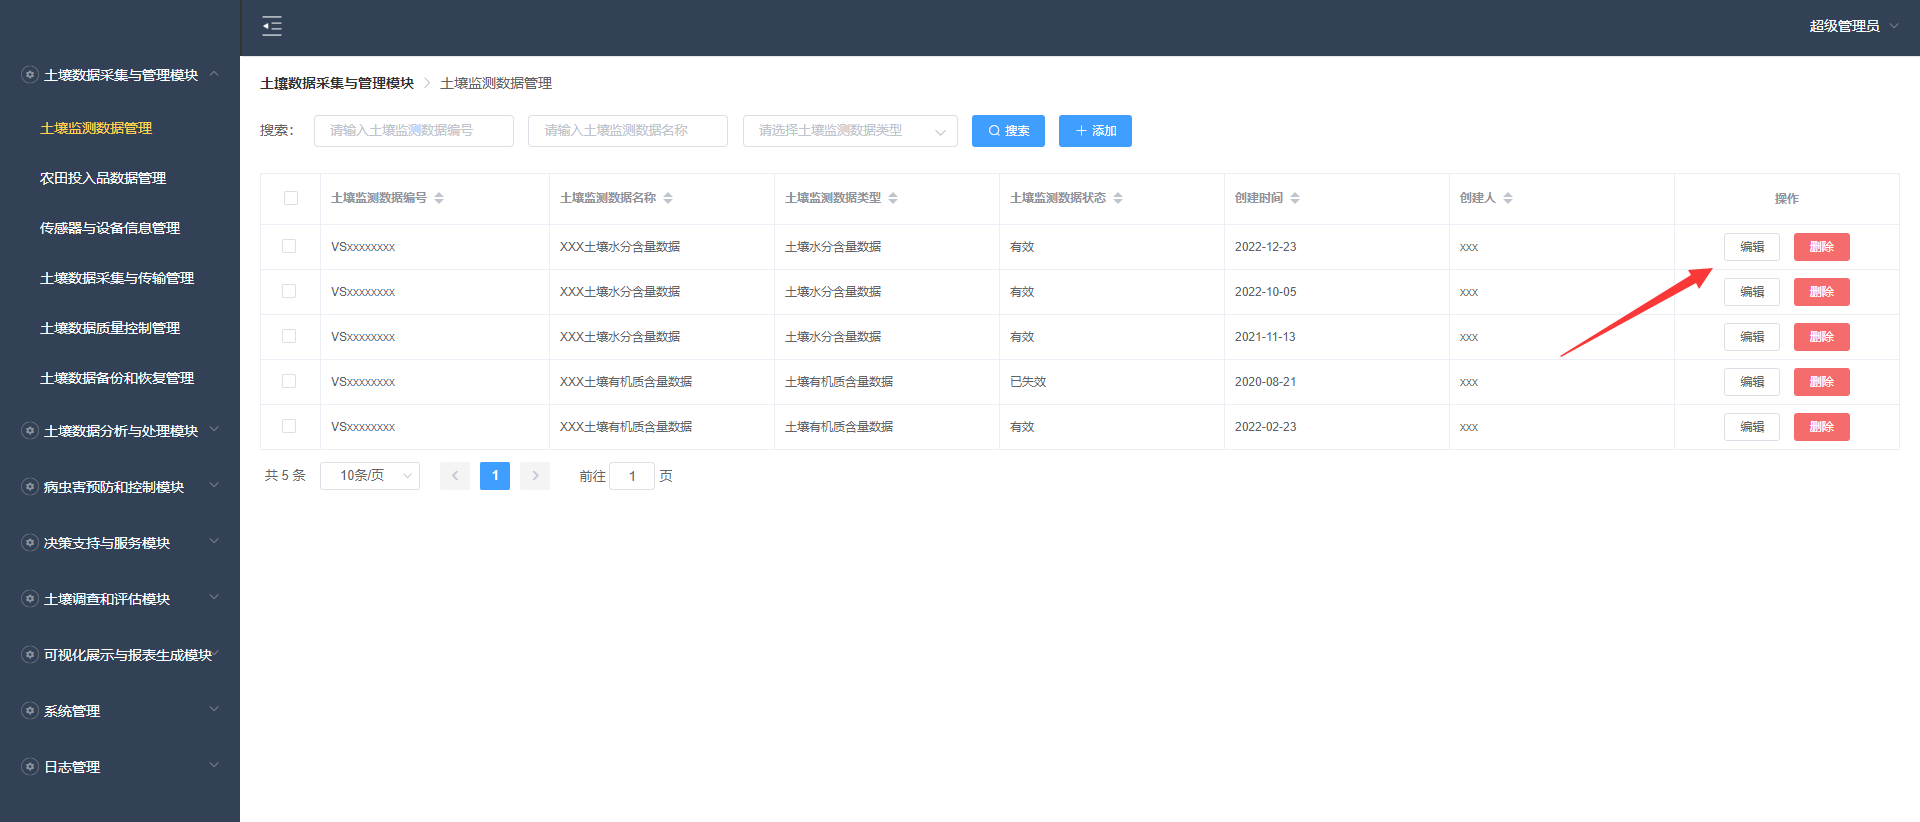 超级管理员
土壤数据采集与管理模块
土壤监测数据管理
农田投入品数据管理
传感器与设备信息管理
土壤数据采集与传输管理
土壤数据质量控制管理
土壤数据备份和恢复管理
土壤数据分析与处理模块
病虫害预防和控制模块
决策支持与服务模块
土壤调查和评估模块
可视化展示与报表生成模块
系统管理
日志管理
土壤数据采集与管理模块 > 土壤监测数据管理
搜索： 请输入土壤监测数据编号 请输入土壤监测数据名称 请选择土壤监测数据类型 搜索 添加
土壤监测数据编号 土壤监测数据名称 土壤监测数据类型 土壤监测数据状态 创建时间 创建人 操作
VSxxxxxxxx XXX土壤水分含量数据 土壤水分含量数据 有效 2022-12-23 xxx 编辑 删除
VSxxxxxxxx XXX土壤水分含量数据 土壤水分含量数据 有效 2022-10-05 xxx 编辑 删除
VSxxxxxxxx XXX土壤水分含量数据 土壤水分含量数据 有效 2021-11-13 xxx 编辑 删除
VSxxxxxxxx XXX土壤有机质含量数据 土壤有机质含量数据 已失效 2020-08-21 xxx 编辑 删除
VSxxxxxxxx XXX土壤有机质含量数据 土壤有机质含量数据 有效 2022-02-23 xxx 编辑 删除
共 5 条 10条/页 < 1 > 前往 1 页